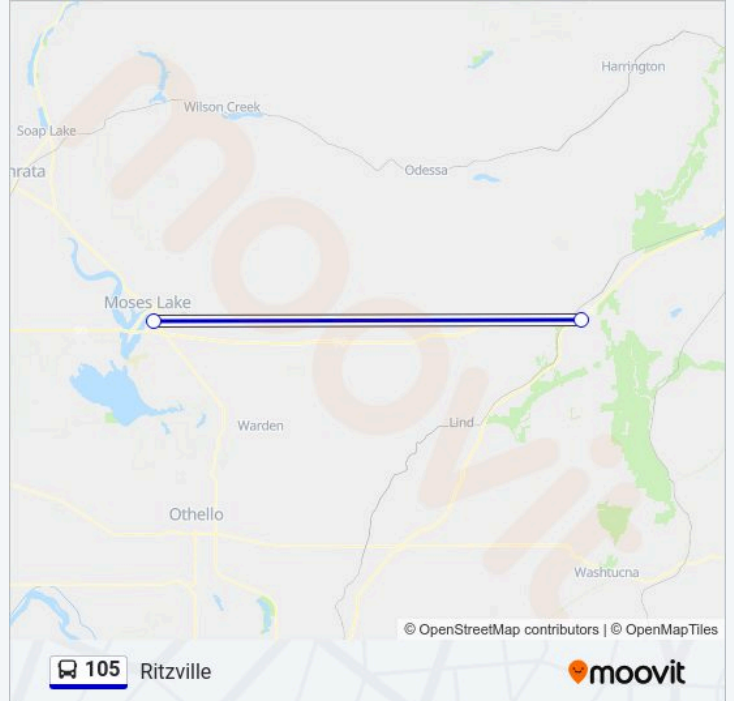 Harrington
Wilson Creek
Soap Lake
hrata
Odessa
Moses Lake
Warden
Lind
Othello
Washtucna
moovit
© OpenStreetMap contributors | © OpenMapTiles
105 Ritzville
moovit